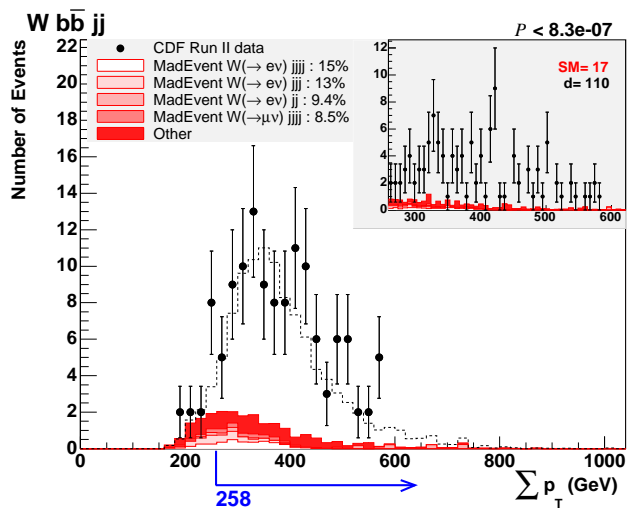 W bb̄ jj
P < 8.3e-07
Number of Events
22
20
18
16
14
12
10
8
6
4
2
0
CDF Run II data
MadEvent W(→ eν) jjjj : 15%
MadEvent W(→ eν) jjj : 13%
MadEvent W(→ eν) jj : 9.4%
MadEvent W(→μν) jjjj : 8.5%
Other
12
10
8
6
4
2
0
SM= 17
d= 110
300 400 500 600
0 200 400 600 800 1000
258
∑ p_T (GeV)